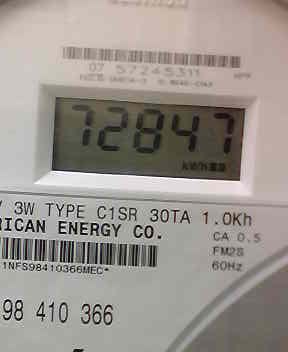 07 57245311
72847
kWh
V 3W TYPE C1SR 30TA 1.0Kh
RICAN ENERGY CO.
CA 0.5
FM2S
60Hz
1NFS98410366MEC*
98 410 366